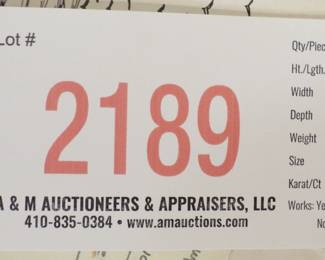 Lot #
2189
A & M AUCTIONEERS & APPRAISERS, LLC
410-835-0384 • www.amauctions.com
Qty/Piec
Ht./Lgth.
Width
Depth
Weight
Size
Karat/Ct
Works: Ye
No